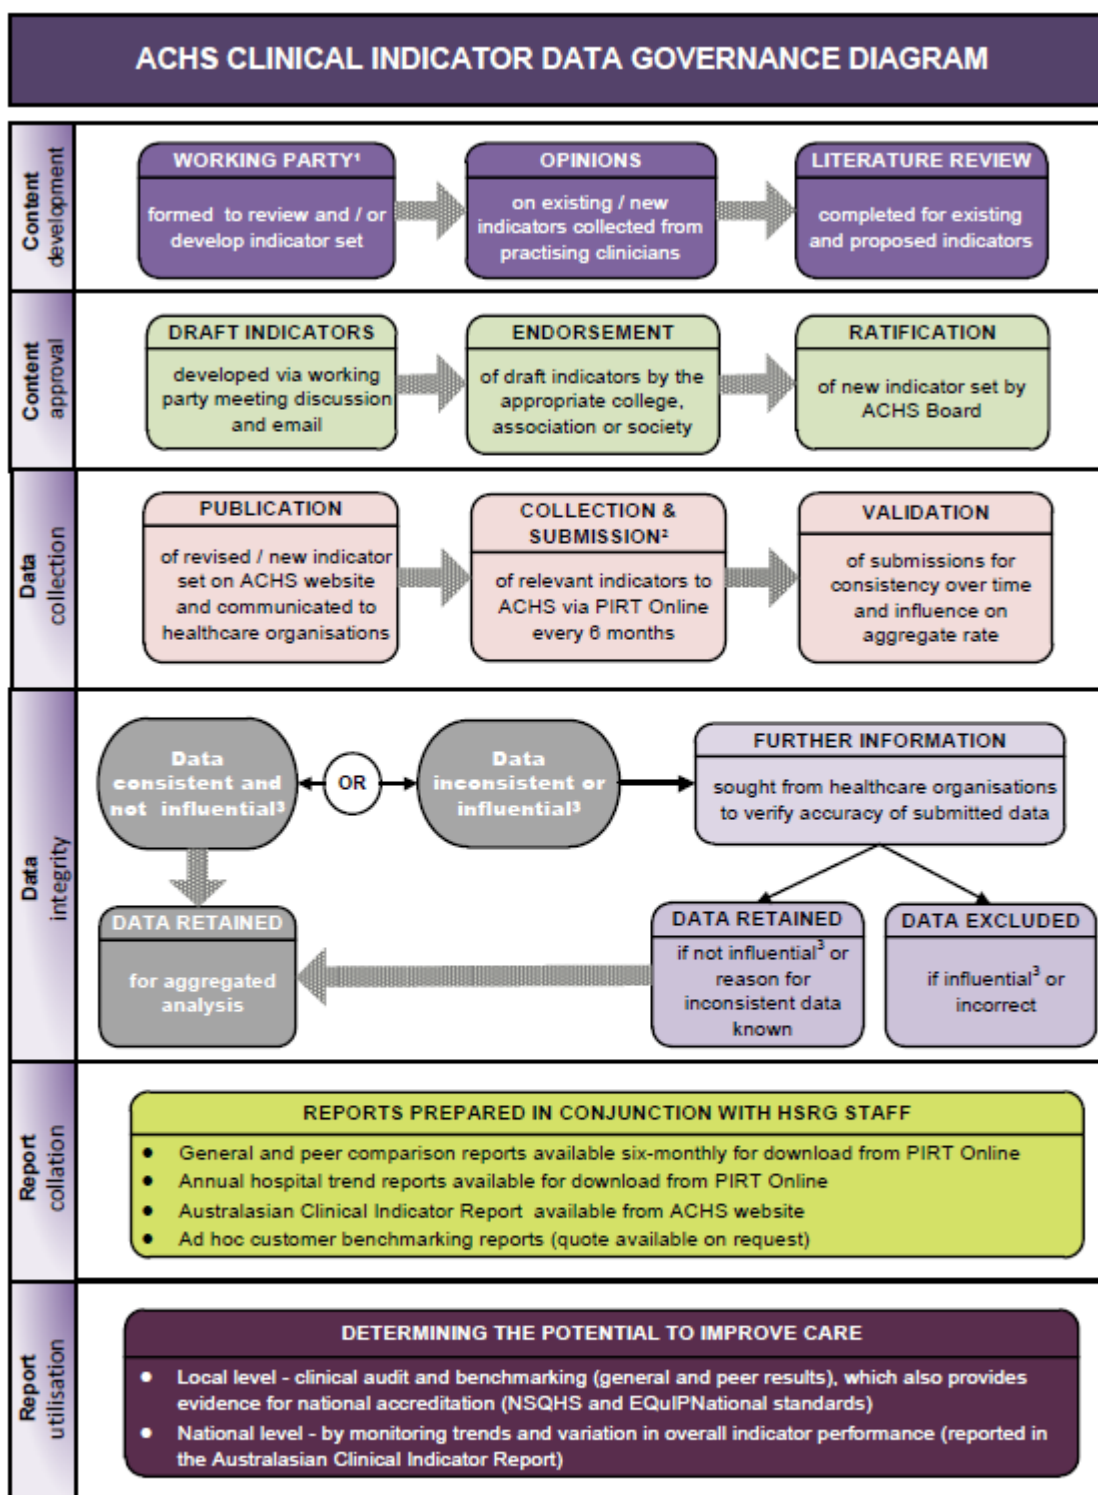 ACHS CLINICAL INDICATOR DATA GOVERNANCE DIAGRAM
Content
development
WORKING PARTY¹
formed to review and / or
develop indicator set
OPINIONS
on existing / new
indicators collected from
practising clinicians
LITERATURE REVIEW
completed for existing
and proposed indicators
Content
approval
DRAFT INDICATORS
developed via working
party meeting discussion
and email
ENDORSEMENT
of draft indicators by the
appropriate college,
association or society
RATIFICATION
of new indicator set by
ACHS Board
Data
collection
PUBLICATION
of revised / new indicator
set on ACHS website
and communicated to
healthcare organisations
COLLECTION &
SUBMISSION²
of relevant indicators to
ACHS via PIRT Online
every 6 months
VALIDATION
of submissions for
consistency over time
and influence on
aggregate rate
Data
integrity
Data
consistent and
not influential³
OR
Data
inconsistent or
influential³
FURTHER INFORMATION
sought from healthcare organisations
to verify accuracy of submitted data
DATA RETAINED
for aggregated
analysis
DATA RETAINED
if not influential³ or
reason for
inconsistent data
known
DATA EXCLUDED
if influential³ or
incorrect
Report
collation
REPORTS PREPARED IN CONJUNCTION WITH HSRG STAFF
● General and peer comparison reports available six-monthly for download from PIRT Online
● Annual hospital trend reports available for download from PIRT Online
● Australasian Clinical Indicator Report available from ACHS website
● Ad hoc customer benchmarking reports (quote available on request)
Report
utilisation
DETERMINING THE POTENTIAL TO IMPROVE CARE
● Local level - clinical audit and benchmarking (general and peer results), which also provides
evidence for national accreditation (NSQHS and EQuIPNational standards)
● National level - by monitoring trends and variation in overall indicator performance (reported in
the Australasian Clinical Indicator Report)